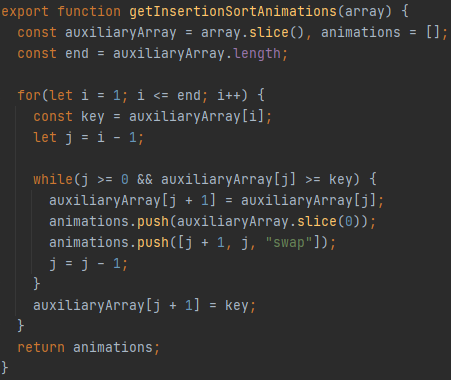 export function getInsertionSortAnimations(array) {
  const auxiliaryArray = array.slice(), animations = [];
  const end = auxiliaryArray.length;

  for(let i = 1; i <= end; i++) {
    const key = auxiliaryArray[i];
    let j = i - 1;

    while(j >= 0 && auxiliaryArray[j] >= key) {
      auxiliaryArray[j + 1] = auxiliaryArray[j];
      animations.push(auxiliaryArray.slice(0));
      animations.push([j + 1, j, "swap"]);
      j = j - 1;
    }
    auxiliaryArray[j + 1] = key;
  }
  return animations;
}